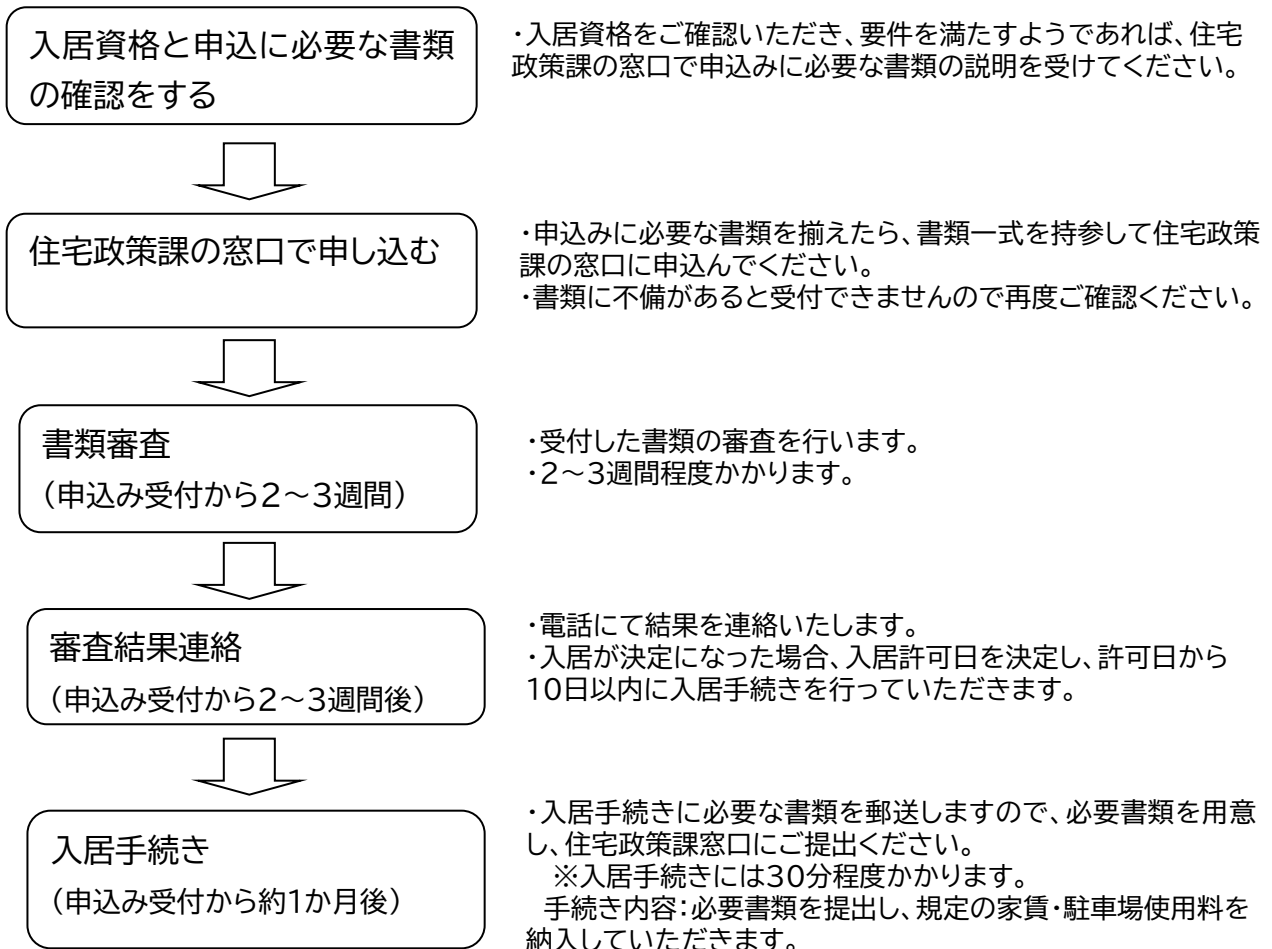 入居資格と申込に必要な書類
の確認をする
・入居資格をご確認いただき、要件を満たすようであれば、住宅
政策課の窓口で申込みに必要な書類の説明を受けてください。
住宅政策課の窓口で申し込む
・申込みに必要な書類を揃えたら、書類一式を持参して住宅政策
課の窓口に申込んでください。
・書類に不備があると受付できませんので再度ご確認ください。
書類審査
(申込み受付から2～3週間)
・受付した書類の審査を行います。
・2～3週間程度かかります。
審査結果連絡
(申込み受付から2～3週間後)
・電話にて結果を連絡いたします。
・入居が決定になった場合、入居許可日を決定し、許可日から
10日以内に入居手続きを行っていただきます。
入居手続き
(申込み受付から約1か月後)
・入居手続きに必要な書類を郵送しますので、必要書類を用意
し、住宅政策課窓口にご提出ください。
※入居手続きには30分程度かかります。
手続き内容:必要書類を提出し、規定の家賃・駐車場使用料を
納入していただきます。